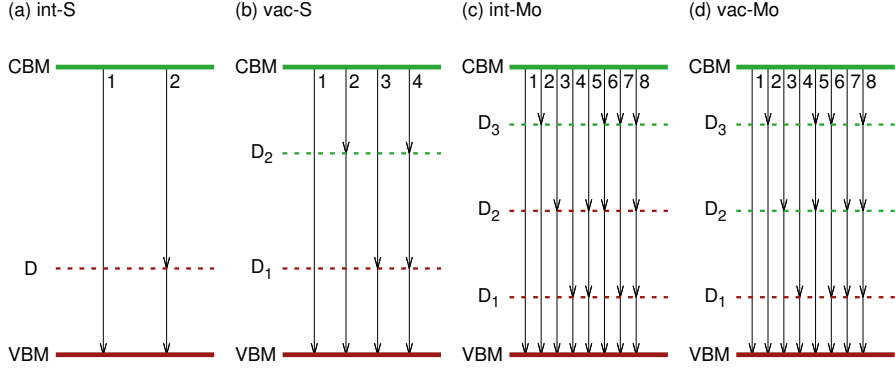 (a) int-S
CBM
1 2
D
VBM
(b) vac-S
CBM
1 2 3 4
D2
D1
VBM
(c) int-Mo
CBM
1 2 3 4 5 6 7 8
D3
D2
D1
VBM
(d) vac-Mo
CBM
1 2 3 4 5 6 7 8
D3
D2
D1
VBM